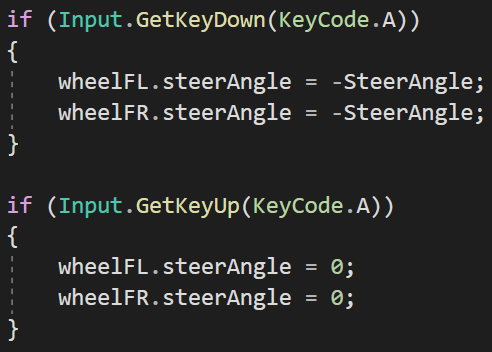 if (Input.GetKeyDown(KeyCode.A))
{
    wheelFL.steerAngle = -SteerAngle;
    wheelFR.steerAngle = -SteerAngle;
}

if (Input.GetKeyUp(KeyCode.A))
{
    wheelFL.steerAngle = 0;
    wheelFR.steerAngle = 0;
}